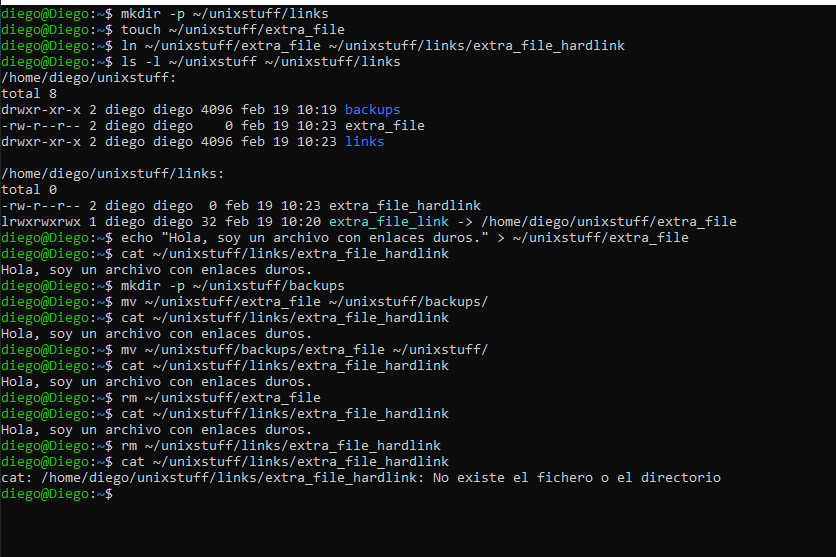 diego@Diego:~$ mkdir -p ~/unixstuff/links
diego@Diego:~$ touch ~/unixstuff/extra_file
diego@Diego:~$ ln ~/unixstuff/extra_file ~/unixstuff/links/extra_file_hardlink
diego@Diego:~$ ls -l ~/unixstuff ~/unixstuff/links
/home/diego/unixstuff:
total 8
drwxr-xr-x 2 diego diego 4096 feb 19 10:19 backups
-rw-r--r-- 2 diego diego    0 feb 19 10:23 extra_file
drwxr-xr-x 2 diego diego 4096 feb 19 10:23 links

/home/diego/unixstuff/links:
total 0
-rw-r--r-- 2 diego diego  0 feb 19 10:23 extra_file_hardlink
lrwxrwxrwx 1 diego diego 32 feb 19 10:20 extra_file_link -> /home/diego/unixstuff/extra_file
diego@Diego:~$ echo "Hola, soy un archivo con enlaces duros." > ~/unixstuff/extra_file
diego@Diego:~$ cat ~/unixstuff/links/extra_file_hardlink
Hola, soy un archivo con enlaces duros.
diego@Diego:~$ mkdir -p ~/unixstuff/backups
diego@Diego:~$ mv ~/unixstuff/extra_file ~/unixstuff/backups/
diego@Diego:~$ cat ~/unixstuff/links/extra_file_hardlink
Hola, soy un archivo con enlaces duros.
diego@Diego:~$ mv ~/unixstuff/backups/extra_file ~/unixstuff/
diego@Diego:~$ cat ~/unixstuff/links/extra_file_hardlink
Hola, soy un archivo con enlaces duros.
diego@Diego:~$ rm ~/unixstuff/extra_file
diego@Diego:~$ cat ~/unixstuff/links/extra_file_hardlink
Hola, soy un archivo con enlaces duros.
diego@Diego:~$ rm ~/unixstuff/links/extra_file_hardlink
diego@Diego:~$ cat ~/unixstuff/links/extra_file_hardlink
cat: /home/diego/unixstuff/links/extra_file_hardlink: No existe el fichero o el directorio
diego@Diego:~$